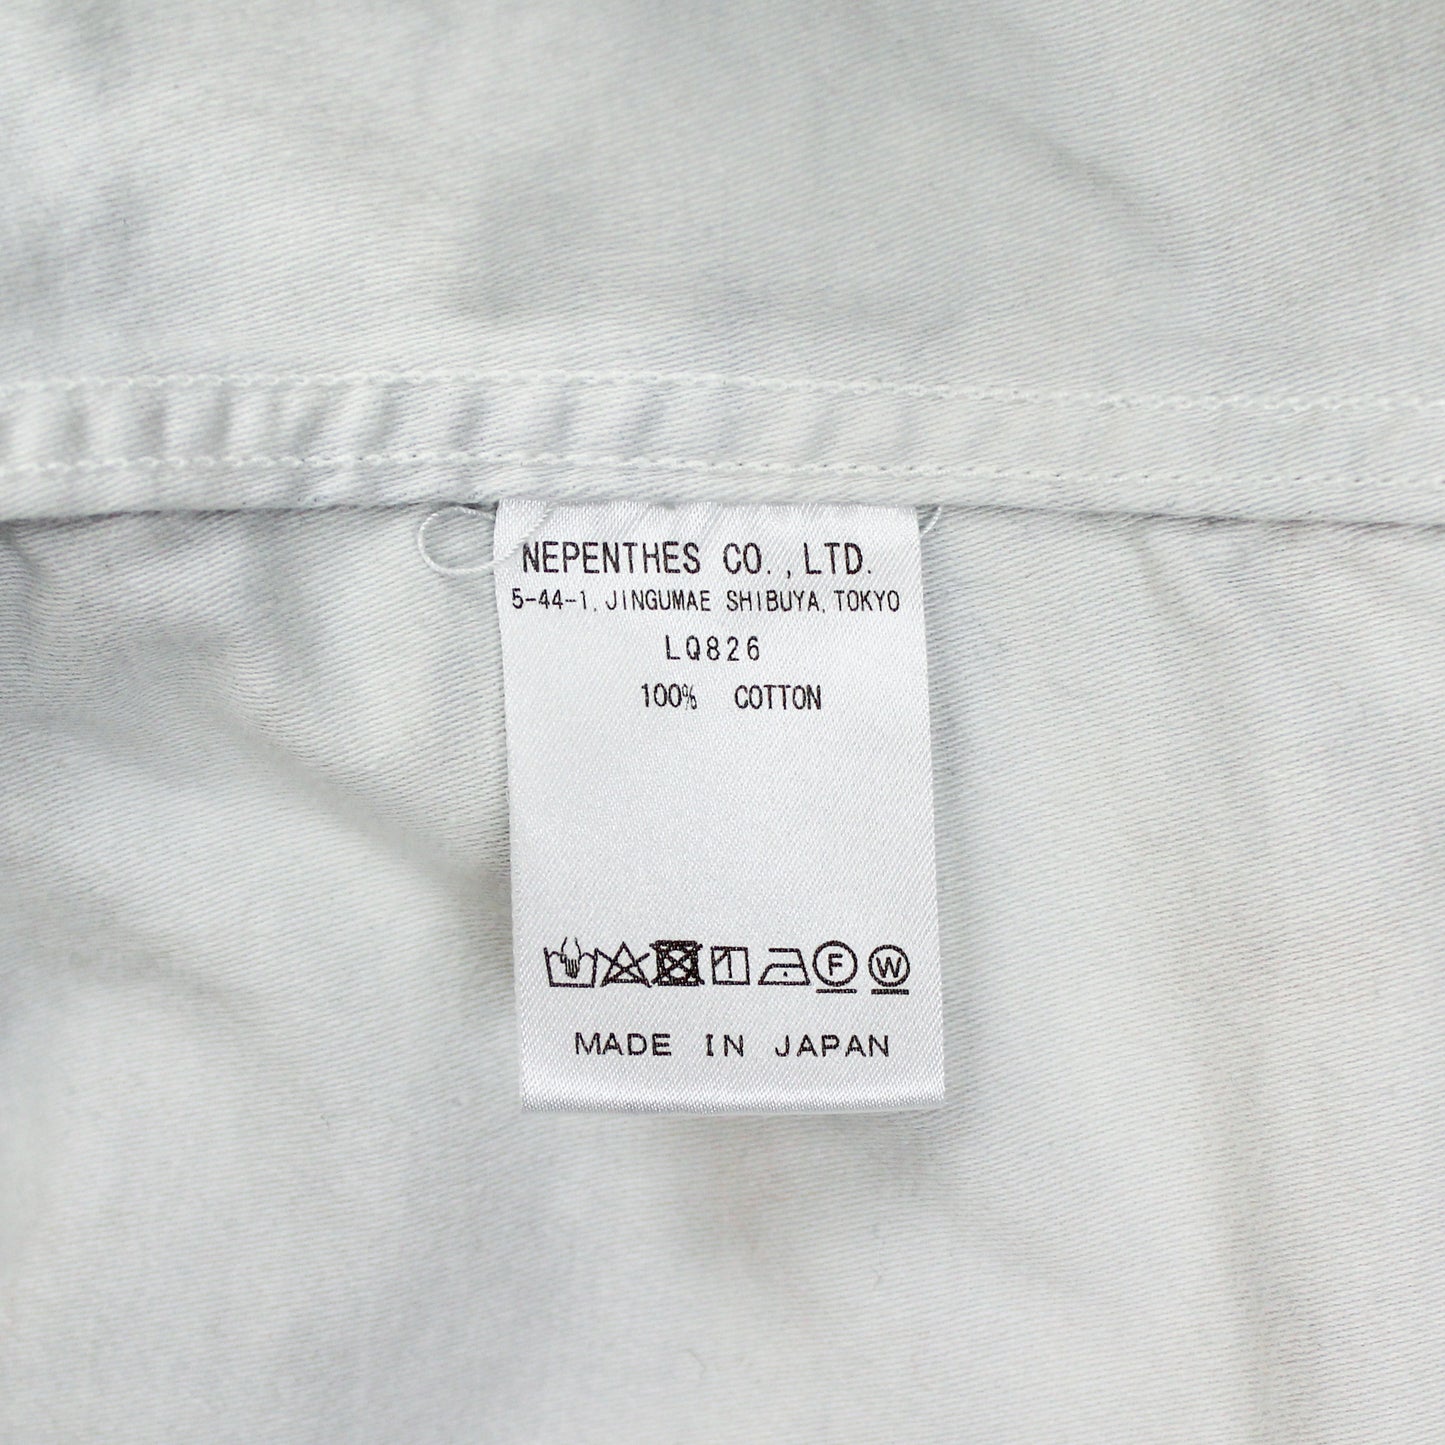 NEPENTHES CO.,LTD.
5-44-1, JINGUMAE SHIBUYA, TOKYO
LQ826
100% COTTON
F W
MADE IN JAPAN